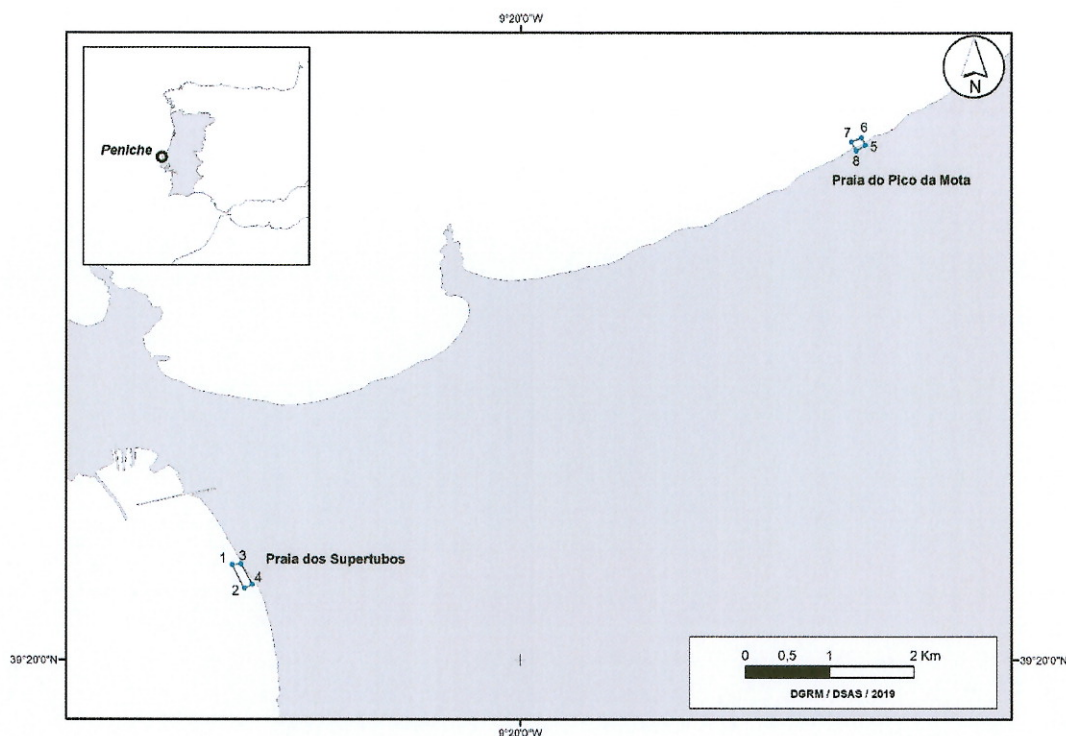 9°20'0"W
N
Peniche
7
6
5
8
Praia do Pico da Mota
1
3
Praia dos Supertubos
4
2
39°20'0"N
39°20'0"N
0 0,5 1 2 Km
DGRM / DSAS / 2019
9°20'0"W